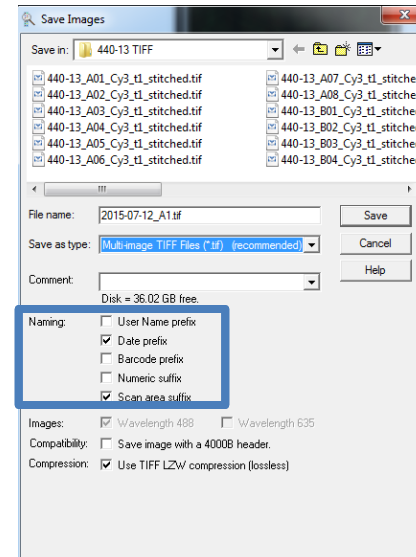 Save Images
Save in: 440-13 TIFF
440-13_A01_Cy3_t1_stitched.tif 440-13_A07_Cy3_t1_stitche
440-13_A02_Cy3_t1_stitched.tif 440-13_A08_Cy3_t1_stitche
440-13_A03_Cy3_t1_stitched.tif 440-13_B01_Cy3_t1_stitche
440-13_A04_Cy3_t1_stitched.tif 440-13_B02_Cy3_t1_stitche
440-13_A05_Cy3_t1_stitched.tif 440-13_B03_Cy3_t1_stitche
440-13_A06_Cy3_t1_stitched.tif 440-13_B04_Cy3_t1_stitche
File name: 2015-07-12_A1.tif Save
Save as type: Multi-image TIFF Files (*.tif) (recommended) Cancel
Help
Comment:
Disk = 36.02 GB free.
Naming: User Name prefix
Date prefix
Barcode prefix
Numeric suffix
Scan area suffix
Images: Wavelength 488 Wavelength 635
Compatibility: Save image with a 4000B header.
Compression: Use TIFF LZW compression (lossless)